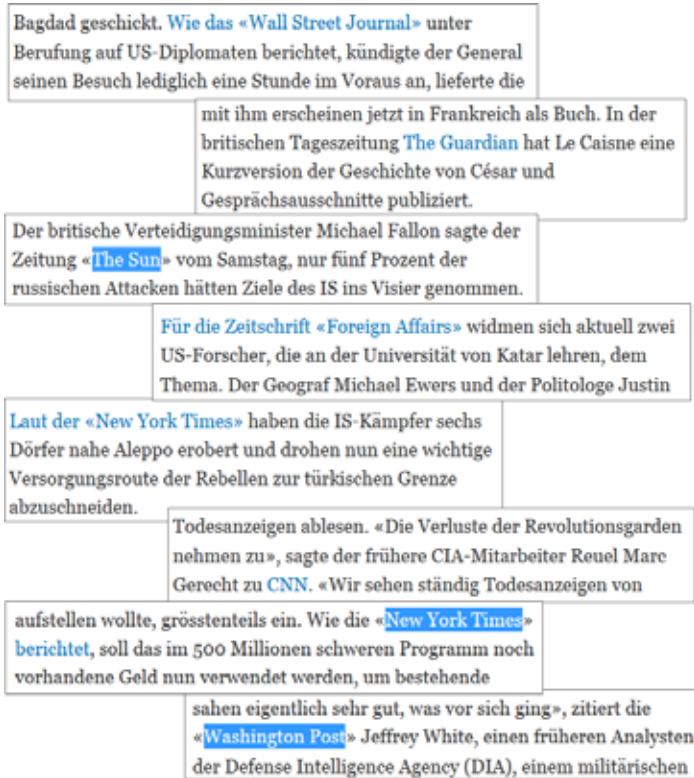 Bagdad geschickt. Wie das «Wall Street Journal» unter
Berufung auf US-Diplomaten berichtet, kündigte der General
seinen Besuch lediglich eine Stunde im Voraus an, lieferte die
mit ihm erscheinen jetzt in Frankreich als Buch. In der
britischen Tageszeitung The Guardian hat Le Caisne eine
Kurzversion der Geschichte von César und
Gesprächsausschnitte publiziert.
Der britische Verteidigungsminister Michael Fallon sagte der
Zeitung «The Sun» vom Samstag, nur fünf Prozent der
russischen Attacken hätten Ziele des IS ins Visier genommen.
Für die Zeitschrift «Foreign Affairs» widmen sich aktuell zwei
US-Forscher, die an der Universität von Katar lehren, dem
Thema. Der Geograf Michael Ewers und der Politologe Justin
Laut der «New York Times» haben die IS-Kämpfer sechs
Dörfer nahe Aleppo erobert und drohen nun eine wichtige
Versorgungsroute der Rebellen zur türkischen Grenze
abzuschneiden.
Todesanzeigen ablesen. «Die Verluste der Revolutionsgarden
nehmen zu», sagte der frühere CIA-Mitarbeiter Reuel Marc
Gerecht zu CNN. «Wir sehen ständig Todesanzeigen von
aufstellen wollte, grösstenteils ein. Wie die «New York Times»
berichtet, soll das im 500 Millionen schweren Programm noch
vorhandene Geld nun verwendet werden, um bestehende
sahen eigentlich sehr gut, was vor sich ging», zitiert die
«Washington Post» Jeffrey White, einen früheren Analysten
der Defense Intelligence Agency (DIA), einem militärischen